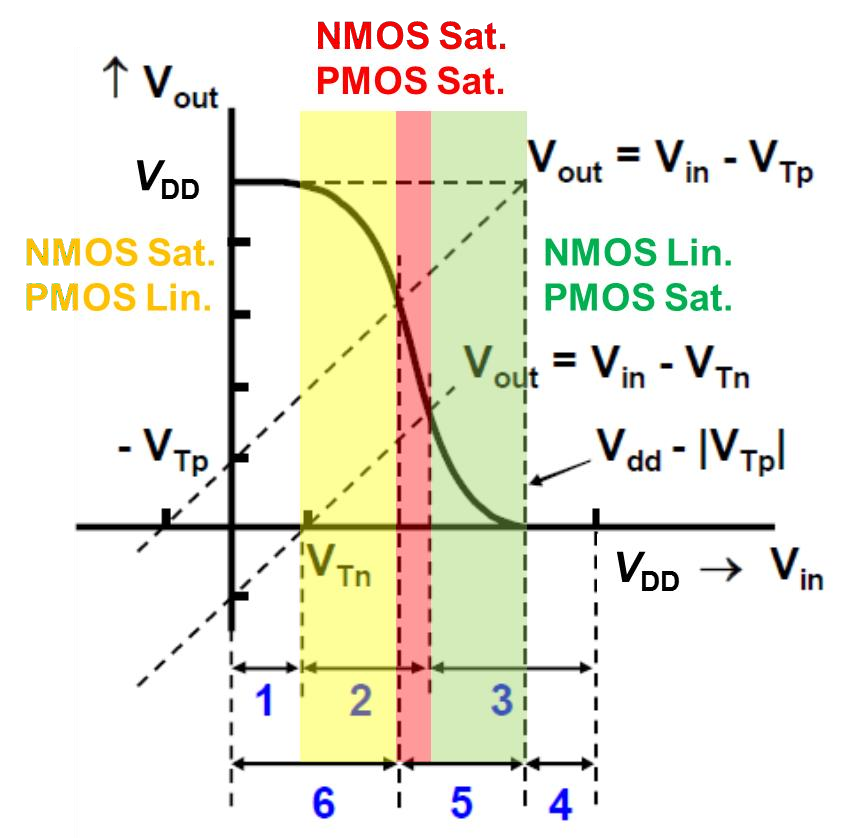 NMOS Sat.
PMOS Sat.
↑ Vout
VDD
Vout = Vin - VTp
NMOS Sat.
PMOS Lin.
NMOS Lin.
PMOS Sat.
Vout = Vin - VTn
- VTp
Vdd - |VTp|
VTn
VDD → Vin
1 2 3
6 5 4